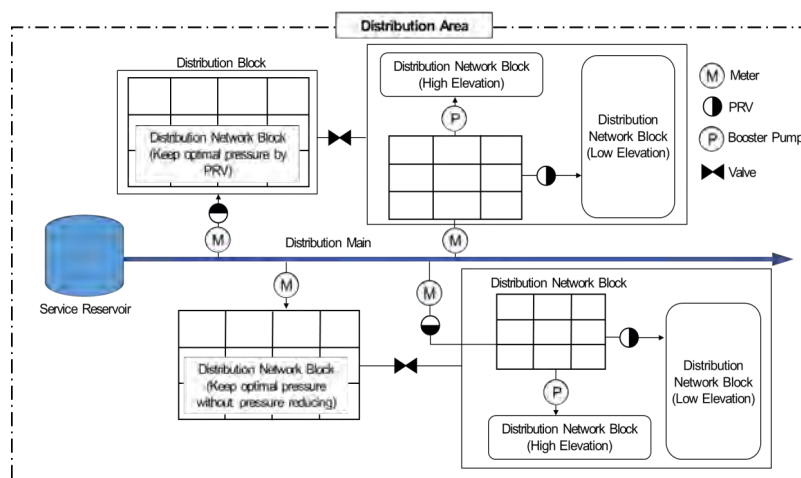 Distribution Area
Distribution Block
Distribution Network Block
(Keep optimal pressure by
PRV)
Distribution Network Block
(High Elevation)
P
Distribution
Network Block
(Low Elevation)
M Meter
PRV
P Booster Pump
Valve
M
M
Distribution Main
Service Reservoir
M
M
Distribution Network Block
(Keep optimal pressure
without pressure reducing)
Distribution Network Block
P
Distribution Network Block
(High Elevation)
Distribution
Network Block
(Low Elevation)